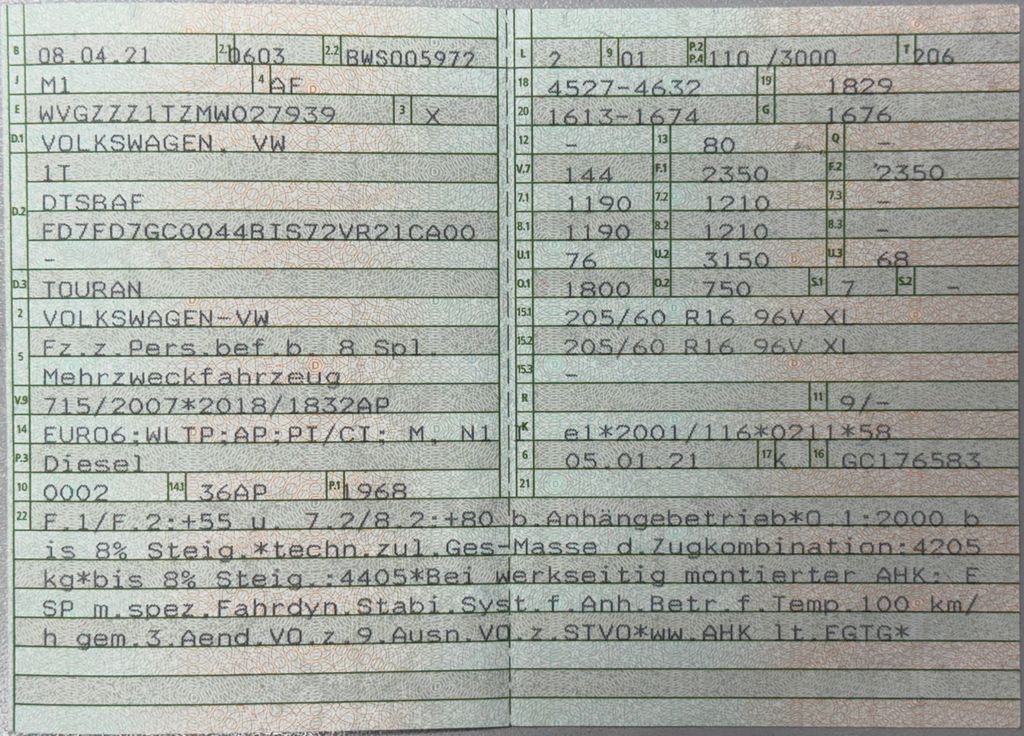 B 08.04.21 2.1 0603 2.2 BWS005972
J M1 4 AF
E WVGZZZ1TZMW027939 3 X
D.1 VOLKSWAGEN, VW
1T
D.2 DTSBAF
FD7FD7GC0044BIS72VR21CA00
-
D.3 TOURAN
2 VOLKSWAGEN-VW
5 Fz.z.Pers.bef.b. 8 Spl.
Mehrzweckfahrzeug
V.9 715/2007*2018/1832AP
14 EURO6;WLTP;AP;PI/CI; M, N1 I
P.3 Diesel
10 0002 14.1 36AP P.1 1968
L 2 9 01 P.2 P.4 110 /3000 T 206
18 4527-4632 19 1829
20 1613-1674 G 1676
12 - 13 80 Q -
V.7 144 F.1 2350 F.2 2350
7.1 1190 7.2 1210 7.3 -
8.1 1190 8.2 1210 8.3 -
U.1 76 U.2 3150 U.3 68
O.1 1800 O.2 750 S.1 7 S.2 -
15.1 205/60 R16 96V XL
15.2 205/60 R16 96V XL
15.3 -
R 11 9/-
K e1*2001/116*0211*58
6 05.01.21 17 K 16 GC176583
21
22 F.1/F.2:+55 u. 7.2/8.2:+80 b.Anhängebetrieb*O.1:2000 b
is 8% Steig.*techn.zul.Ges-Masse d.Zugkombination:4205
kg*bis 8% Steig.:4405*Bei werkseitig montierter AHK: E
SP m.spez.Fahrdyn.Stabi.Syst.f.Anh.Betr.f.Temp.100 km/
h gem.3.Aend.VO.z.9.Ausn.VO.z.STVO*ww.AHK lt.EGTG*